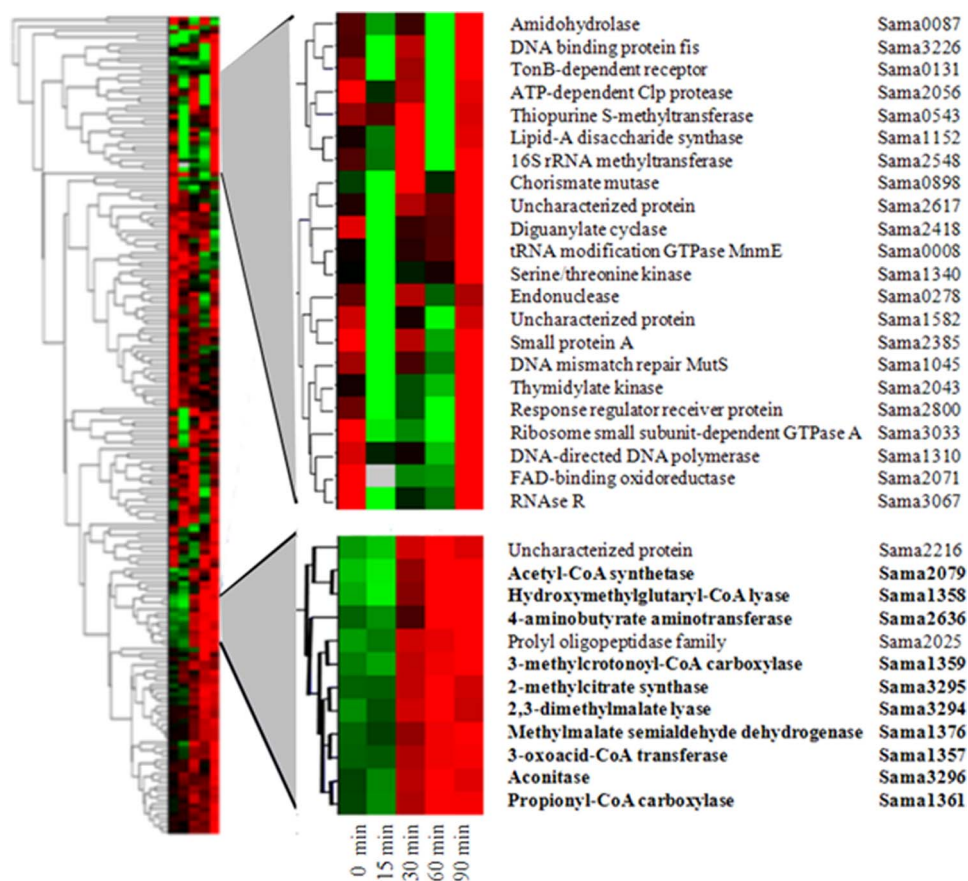 Amidohydrolase Sama0087
DNA binding protein fis Sama3226
TonB-dependent receptor Sama0131
ATP-dependent Clp protease Sama2056
Thiopurine S-methyltransferase Sama0543
Lipid-A disaccharide synthase Sama1152
16S rRNA methyltransferase Sama2548
Chorismate mutase Sama0898
Uncharacterized protein Sama2617
Diguanylate cyclase Sama2418
tRNA modification GTPase MnmE Sama0008
Serine/threonine kinase Sama1340
Endonuclease Sama0278
Uncharacterized protein Sama1582
Small protein A Sama2385
DNA mismatch repair MutS Sama1045
Thymidylate kinase Sama2043
Response regulator receiver protein Sama2800
Ribosome small subunit-dependent GTPase A Sama3033
DNA-directed DNA polymerase Sama1310
FAD-binding oxidoreductase Sama2071
RNAse R Sama3067
Uncharacterized protein Sama2216
Acetyl-CoA synthetase Sama2079
Hydroxymethylglutaryl-CoA lyase Sama1358
4-aminobutyrate aminotransferase Sama2636
Prolyl oligopeptidase family Sama2025
3-methylcrotonoyl-CoA carboxylase Sama1359
2-methylcitrate synthase Sama3295
2,3-dimethylmalate lyase Sama3294
Methylmalate semialdehyde dehydrogenase Sama1376
3-oxoacid-CoA transferase Sama1357
Aconitase Sama3296
Propionyl-CoA carboxylase Sama1361
0 min
15 min
30 min
60 min
90 min